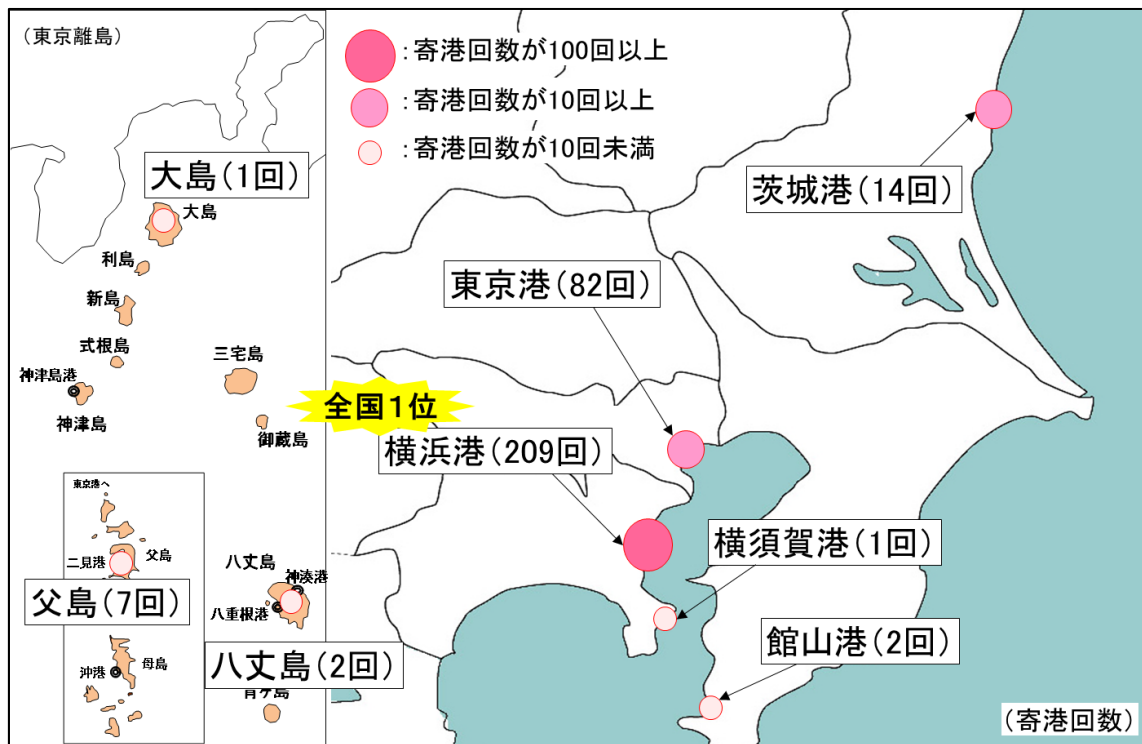 (東京離島)
大島(1回)
大島
利島
新島
式根島
神津島港
神津島
三宅島
御蔵島
東京港へ
二見港
父島
父島(7回)
沖港
母島
八丈島
神湊港
八重根港
八丈島(2回)
青ヶ島
:寄港回数が100回以上
:寄港回数が10回以上
:寄港回数が10回未満
茨城港(14回)
東京港(82回)
全国1位
横浜港(209回)
横須賀港(1回)
館山港(2回)
(寄港回数)